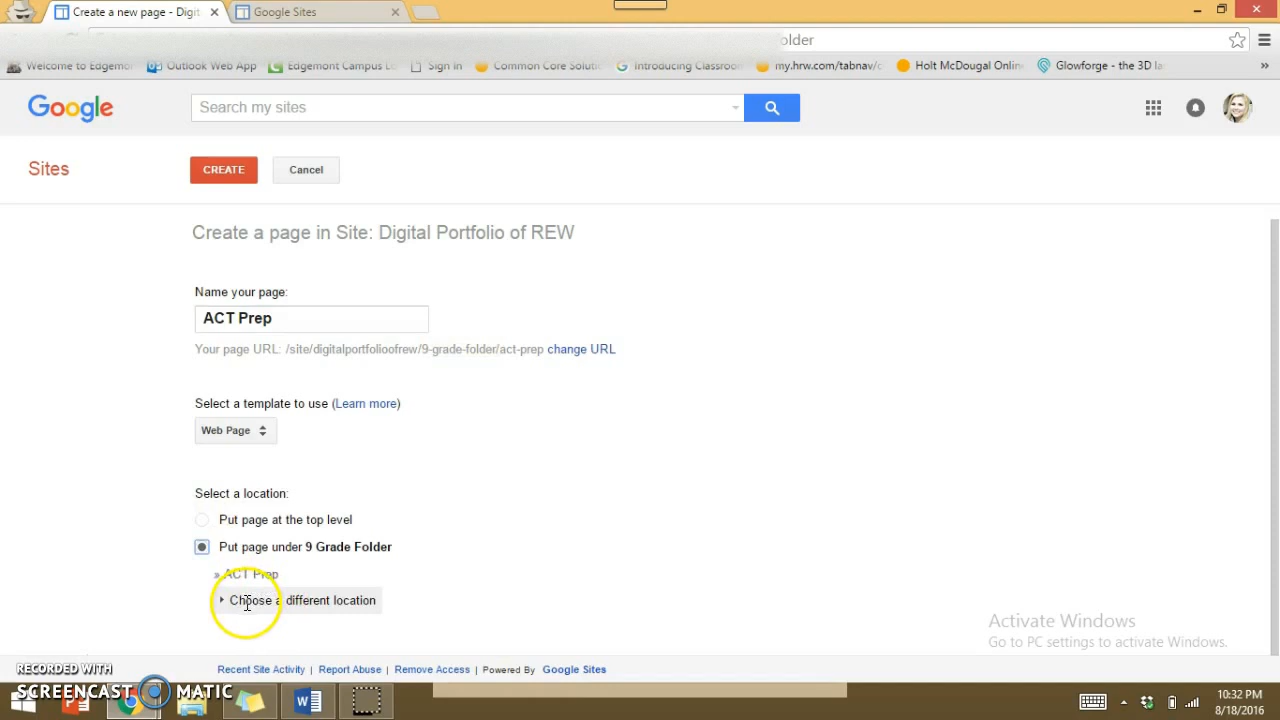 Create a new page - Digit
Google Sites
older
Welcome to Edgemo
Outlook Web App
Edgemont Campus L
Sign In
Common Core Soluti
Introducing Classroo
my.hrw.com/tabnav/c
Holt McDougal Onlin
Glowforge - the 3D la
»
Google
Search my sites
Sites
CREATE
Cancel
Create a page in Site: Digital Portfolio of REW
Name your page:
ACT Prep
Your page URL: /site/digitalportfolioofrew/9-grade-folder/act-prep change URL
Select a template to use (Learn more)
Web Page
Select a location:
Put page at the top level
Put page under 9 Grade Folder
» ACT Prep
Choose a different location
Activate Windows
Go to PC settings to activate Windows.
Recent Site Activity | Report Abuse | Remove Access | Powered By Google Sites
RECORDED WITH
SCREENCAST MATIC
10:32 PM
8/18/2016